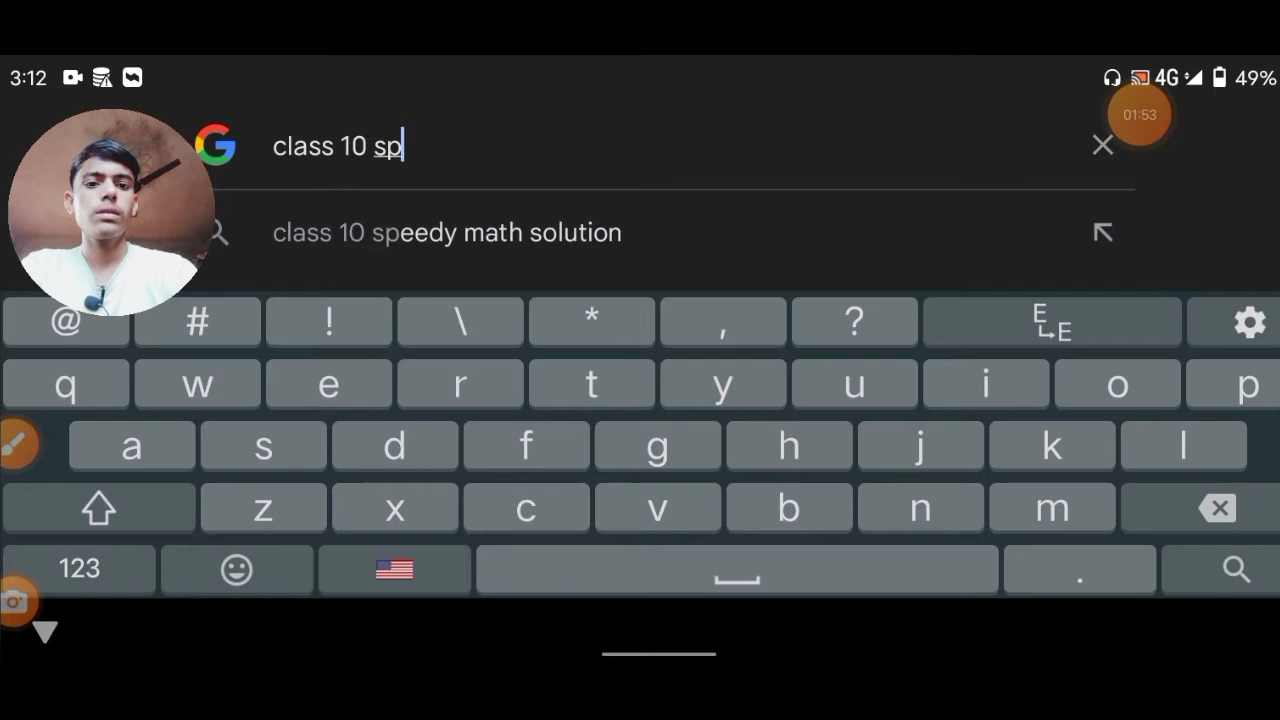 3:12 4G 49%
01:53
class 10 sp
class 10 speedy math solution
@ # ! \ * , ? E E
q w e r t y u i o p
a s d f g h j k l
z x c v b n m
123 .